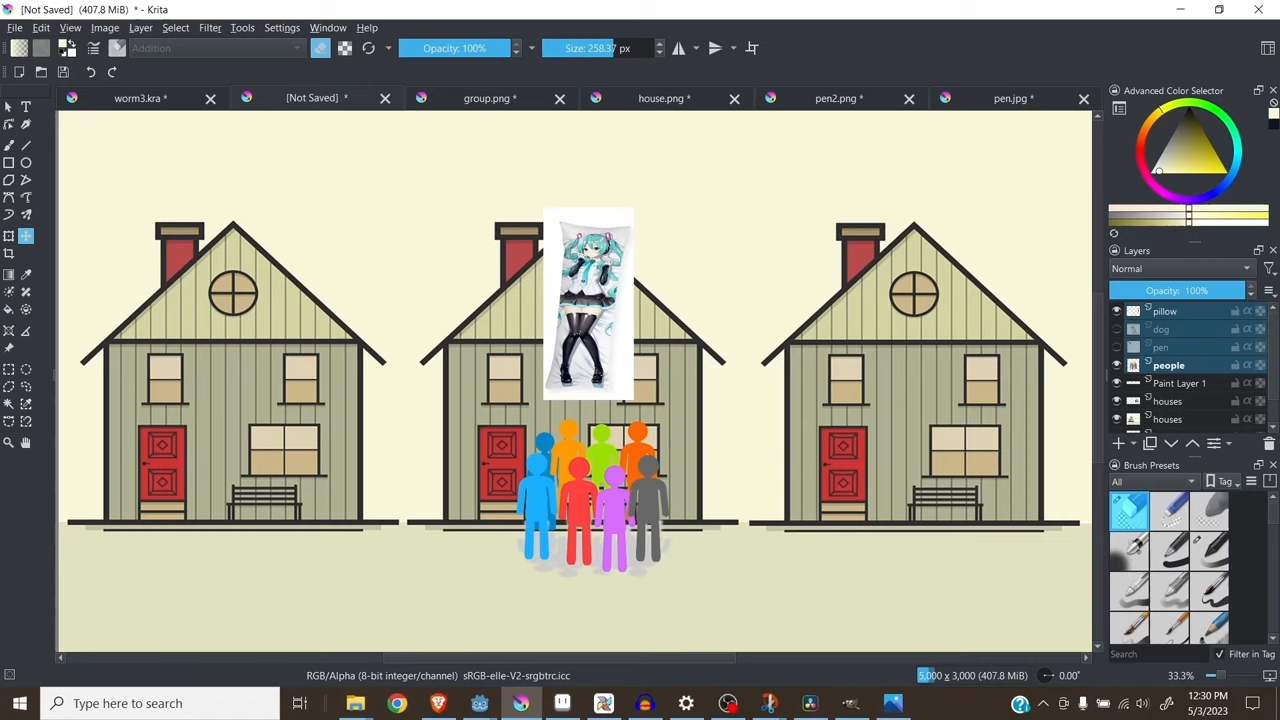 [Not Saved] (407.8 MiB) * - Krita
File Edit View Image Layer Select Filter Tools Settings Window Help
Addition
Opacity: 100%
Size: 258.37 px
worm3.kra *
[Not Saved] *
group.png *
house.png *
pen2.png *
pen.jpg *
Advanced Color Selector
Layers
Normal
Opacity: 100%
pillow
dog
pen
people
Paint Layer 1
houses
houses
Brush Presets
All
Tag
Search
Filter in Tag
RGB/Alpha (8-bit integer/channel) sRGB-elle-V2-srgbtrc.icc
5,000 x 3,000 (407.8 MiB)
0.00°
33.3%
Type here to search
12:30 PM
5/3/2023